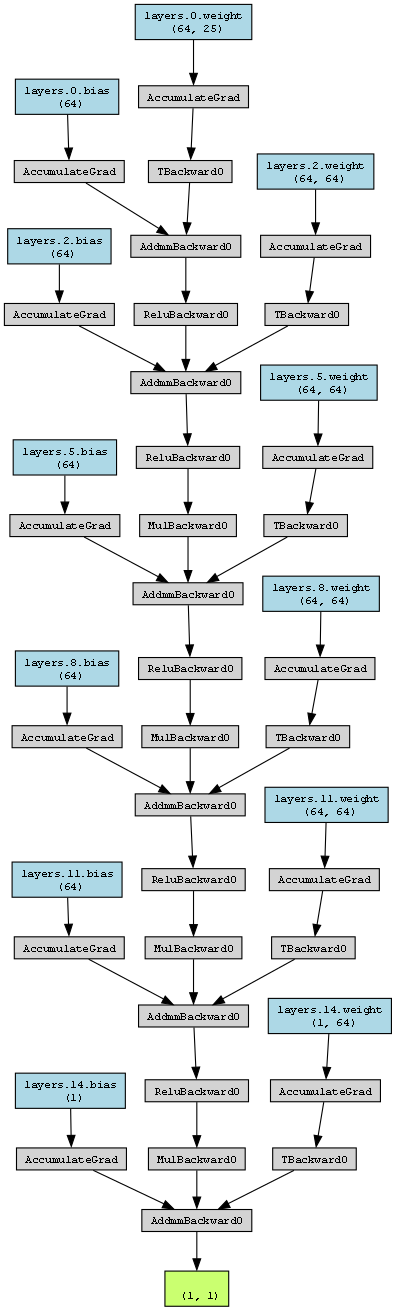 layers.0.weight
(64, 25)
layers.0.bias
(64)
AccumulateGrad
AccumulateGrad
TBackward0
layers.2.weight
(64, 64)
layers.2.bias
(64)
AddmmBackward0
AccumulateGrad
AccumulateGrad
ReluBackward0
TBackward0
AddmmBackward0
layers.5.weight
(64, 64)
layers.5.bias
(64)
ReluBackward0
AccumulateGrad
AccumulateGrad
MulBackward0
TBackward0
AddmmBackward0
layers.8.weight
(64, 64)
layers.8.bias
(64)
ReluBackward0
AccumulateGrad
AccumulateGrad
MulBackward0
TBackward0
AddmmBackward0
layers.11.weight
(64, 64)
layers.11.bias
(64)
ReluBackward0
AccumulateGrad
AccumulateGrad
MulBackward0
TBackward0
AddmmBackward0
layers.14.weight
(1, 64)
layers.14.bias
(1)
ReluBackward0
AccumulateGrad
AccumulateGrad
MulBackward0
TBackward0
AddmmBackward0
(1, 1)